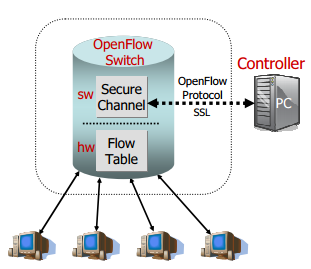 OpenFlow
Switch
Controller
sw
Secure
Channel
OpenFlow
Protocol
SSL
PC
hw
Flow
Table